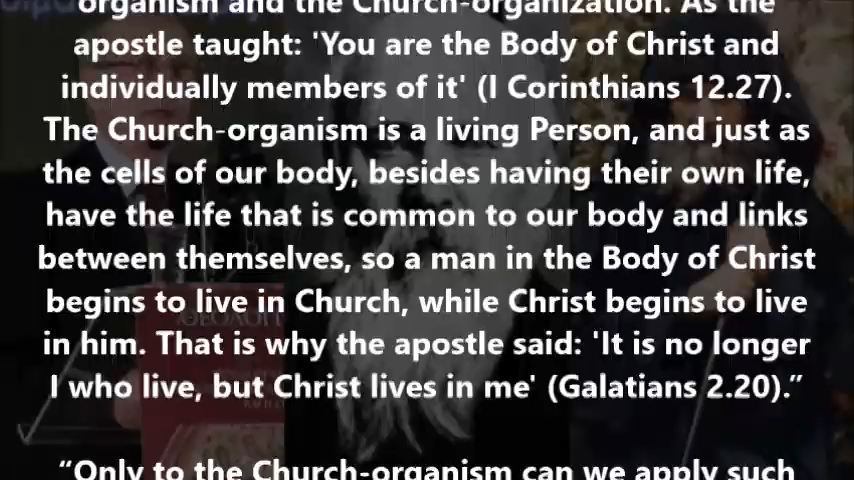 organism and the Church-organization. As the
apostle taught: 'You are the Body of Christ and
individually members of it' (I Corinthians 12.27).
The Church-organism is a living Person, and just as
the cells of our body, besides having their own life,
have the life that is common to our body and links
between themselves, so a man in the Body of Christ
begins to live in Church, while Christ begins to live
in him. That is why the apostle said: 'It is no longer
I who live, but Christ lives in me' (Galatians 2.20).”
“Only to the Church-organism can we apply such